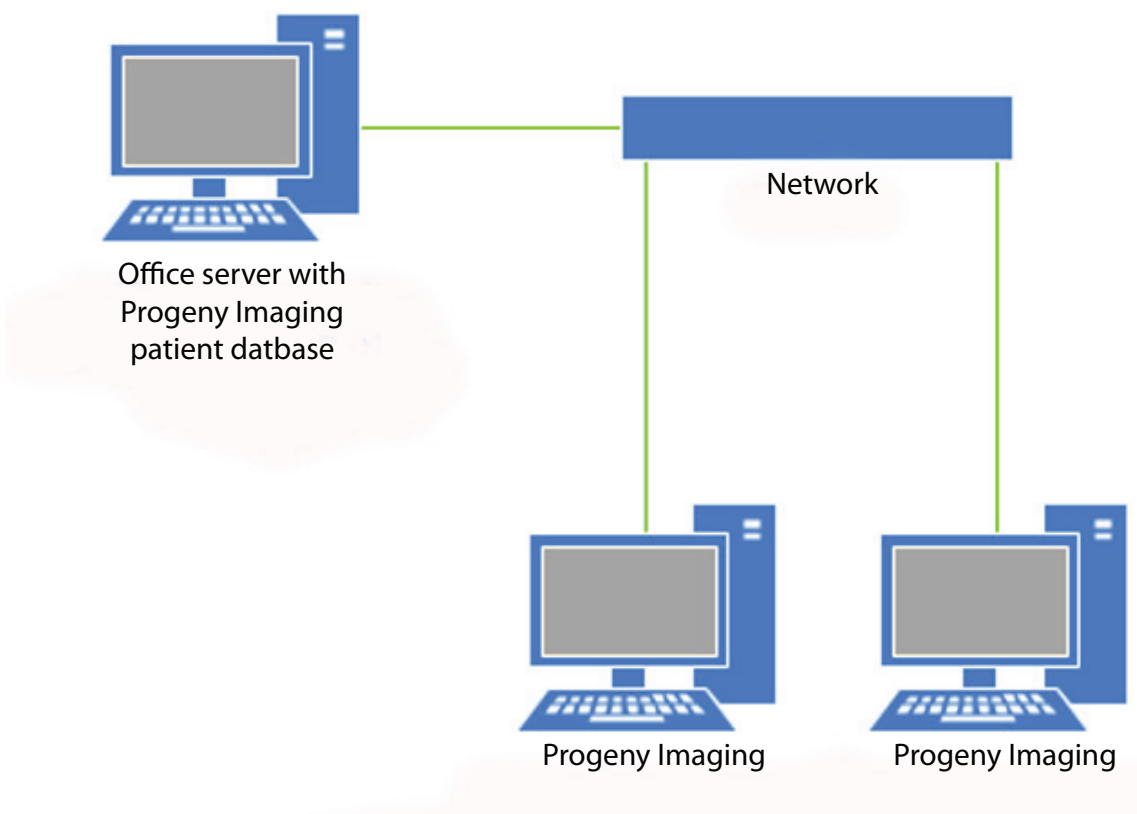 Network
Office server with
Progeny Imaging
patient datbase
Progeny Imaging
Progeny Imaging